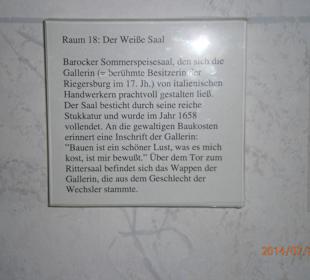 Raum 18: Der Weiße Saal
Barocker Sommerspeisesaal, den sich die
Gallerin (= berühmte Besitzerin der
Riegersburg im 17. Jh.) von italienischen
Handwerkern prachtvoll gestalten ließ.
Der Saal besticht durch seine reiche
Stukkatur und wurde im Jahr 1658
vollendet. An die gewaltigen Baukosten
erinnert eine Inschrift der Gallerin:
"Bauen ist ein schöner Lust, was es mich
kost, ist mir bewußt." Über dem Tor zum
Rittersaal befindet sich das Wappen der
Gallerin, die aus dem Geschlecht der
Wechsler stammte.
2014/07/